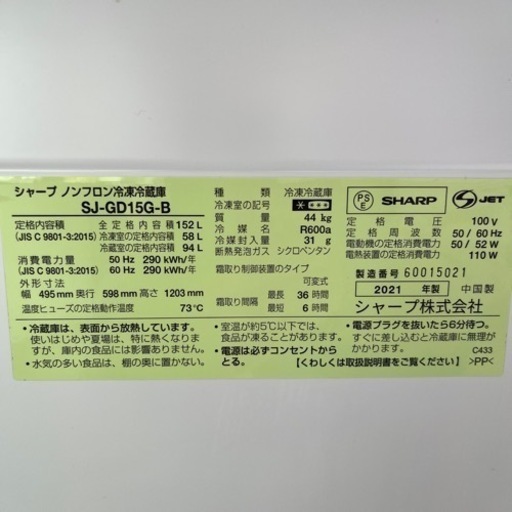 シャープ ノンフロン冷凍冷蔵庫
SJ-GD15G-B
定格内容積 全定格内容積 152 L
(JIS C 9801-3:2015) 冷凍室の定格内容積 58 L
冷蔵室の定格内容積 94 L
消費電力量 50 Hz 290 kWh/年
(JIS C 9801-3:2015) 60 Hz 290 kWh/年
外形寸法
幅 495 mm 奥行 598 mm 高さ 1203 mm
温度ヒューズの定格動作温度 73℃
種類 冷凍冷蔵庫
冷凍室の記号
質量 44 kg
冷媒名 R600a
冷媒封入量 31 g
断熱発泡ガス シクロペンタン
霜取り制御装置のタイプ
可変式
霜取り間隔 最長 36 時間
最短 6 時間
PS
E
SHARP
JET
定格電圧 100 V
定格周波数 50 / 60 Hz
電動機の定格消費電力 50 / 52 W
電熱装置の定格消費電力 110 W
製造番号 60015021
2021 年製 中国製
シャープ株式会社
・冷蔵庫は、表面から放熱しています。
使いはじめや夏場は、特に熱くなりま
すが、庫内の食品には影響ありません。
・水気の多い食品は、棚の奥に置かない。
・室温が約5℃以下では、
食品が凍ることがあります。
・電源は必ずコンセントから
とる。
・電源プラグを抜いたら6分待つ。
すぐに差し込むと冷蔵庫に無理が
かかります。
C433
【くわしくは取扱説明書をご覧ください】 >PP<